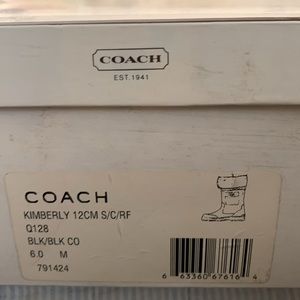 COACH
EST. 1941
COACH
KIMBERLY 12CM S/C/RF
Q128
BLK/BLK CO
6.0 M
791424
6 63360 67616 4